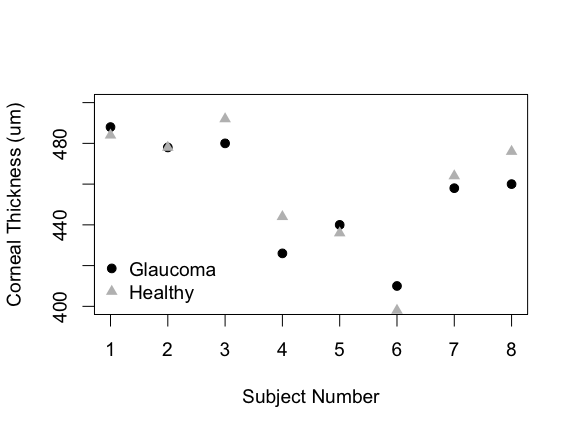 Corneal Thickness (um)
480
440
400
Glaucoma
Healthy
1 2 3 4 5 6 7 8
Subject Number